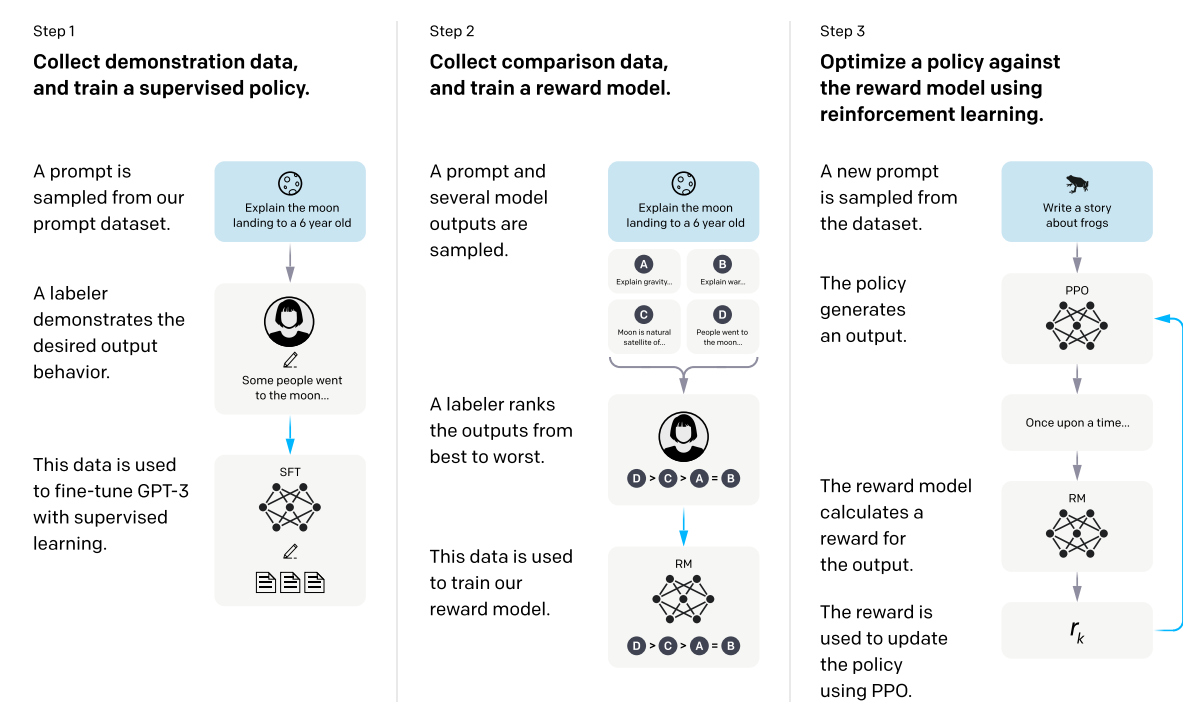 Step 1
Collect demonstration data,
and train a supervised policy.
A prompt is
sampled from our
prompt dataset.
Explain the moon
landing to a 6 year old
A labeler
demonstrates the
desired output
behavior.
Some people went
to the moon...
This data is used
to fine-tune GPT-3
with supervised
learning.
SFT
Step 2
Collect comparison data,
and train a reward model.
A prompt and
several model
outputs are
sampled.
Explain the moon
landing to a 6 year old
A
Explain gravity...
B
Explain war...
C
Moon is natural
satellite of...
D
People went to
the moon...
A labeler ranks
the outputs from
best to worst.
D > C > A = B
This data is used
to train our
reward model.
RM
D > C > A = B
Step 3
Optimize a policy against
the reward model using
reinforcement learning.
A new prompt
is sampled from
the dataset.
Write a story
about frogs
The policy
generates
an output.
PPO
Once upon a time...
The reward model
calculates a
reward for
the output.
RM
The reward is
used to update
the policy
using PPO.
rk